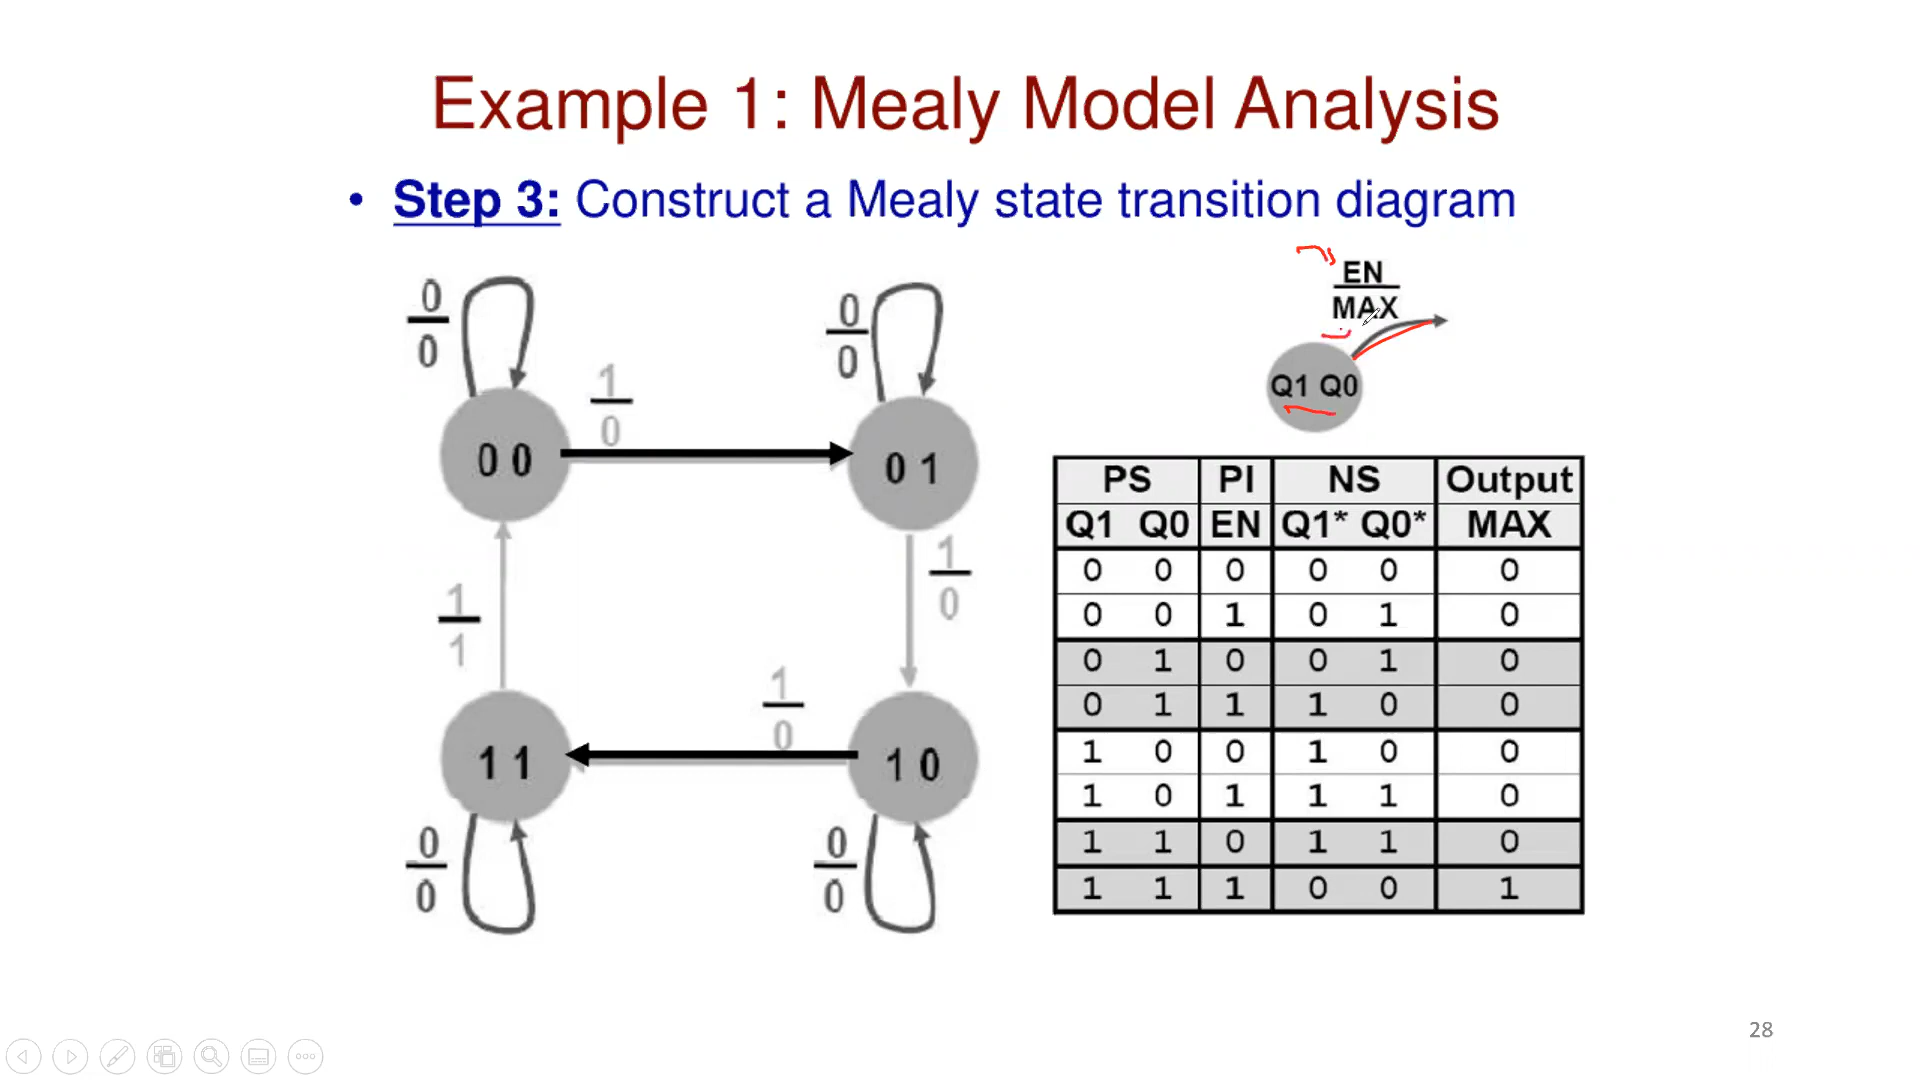 Example 1: Mealy Model Analysis
• Step 3: Construct a Mealy state transition diagram
EN
MAX
Q1 Q0
0
0
0
0
1
0
0 0
0 1
1
0
1
1
1
0
1 1
1 0
0
0
0
0
PS PI NS Output
Q1 Q0 EN Q1* Q0* MAX
0 0 0 0 0 0
0 0 1 0 1 0
0 1 0 0 1 0
0 1 1 1 0 0
1 0 0 1 0 0
1 0 1 1 1 0
1 1 0 1 1 0
1 1 1 0 0 1
28